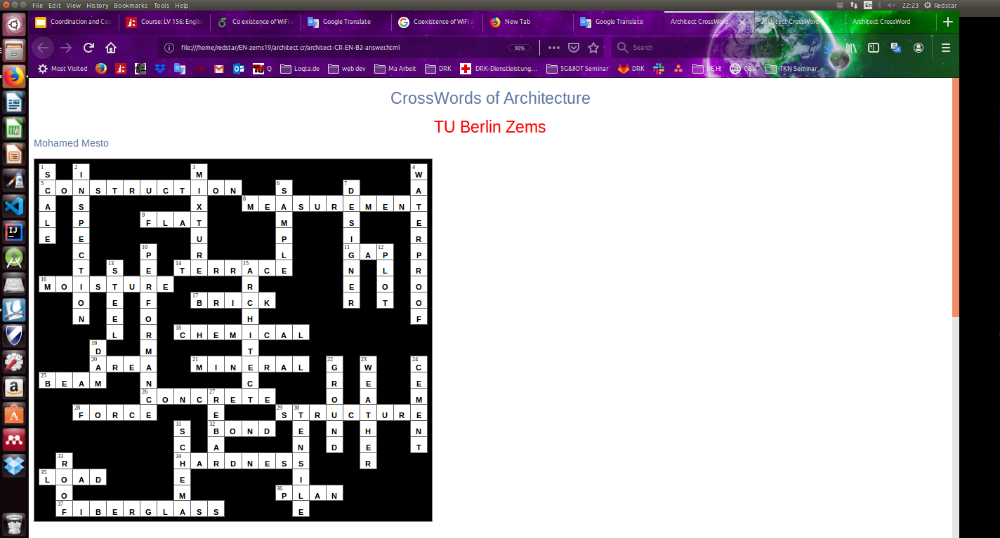 File Edit View History Bookmarks Tools Help En 22:23 Redstar
Coordination and Coe Course: LV 156: Englis Co existence of WiFi a Google Translate Coexistence of WiFi a New Tab Google Translate Architect CrossWord Architect CrossWord Architect CrossWord
file:///home/redstar/EN-zems19/architect cr/architect-CR-EN-B2-answer.html 90% Search
Most Visited Q Loqta.de web dev Ma Arbeit DRK DRK-Dienstleistung... 5G&IIOT Seminar DRK DE HI CBN TKN Seminar
CrossWords of Architecture
TU Berlin Zems
Mohamed Mesto
1 2 3 4
S I M W
5 6 7
C O N S T R U C T I O N S D A
8
A S X M E A S U R E M E N T
9
L P F L A T M S E
E E U P I R
10 11 12
C P R L G A P P
13 14 15
T S E T E R R A C E N L R
16
M O I S T U R E R E O O
17
O E F B R I C K R T O
N E O H F
18
L R C H E M I C A L
19
D M T
20 21 22 23 24
A R E A M I N E R A L G W C
25
B E A M N C R E E
26 27
C O N C R E T E O A M
28 29 30
F O R C E E S T R U C T U R E
31 32
S B O N D E N H N
C A N D E T
33 34
R H A R D N E S S R
35
L O A D E I
36
O M P L A N
37
F I B E R G L A S S E